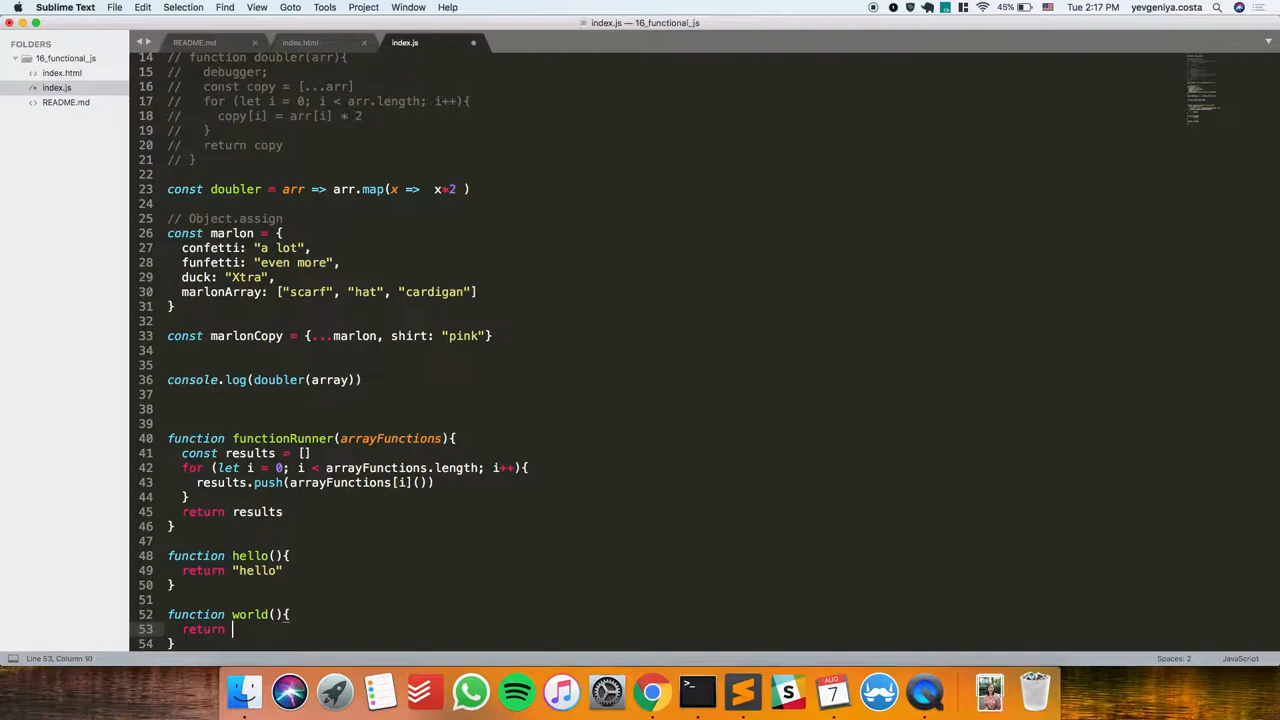 Sublime Text File Edit Selection Find View Goto Tools Project Window Help 45% Tue 2:17 PM yevgeniya.costa
index.js — 16_functional_js
FOLDERS
16_functional_js
index.html
index.js
README.md
README.md index.html index.js
14 // function doubler(arr){
15 // debugger;
16 // const copy = [...arr]
17 // for (let i = 0; i < arr.length; i++){
18 // copy[i] = arr[i] * 2
19 // }
20 // return copy
21 // }
22
23 const doubler = arr => arr.map(x => x*2 )
24
25 // Object.assign
26 const marlon = {
27 confetti: "a lot",
28 funfetti: "even more",
29 duck: "Xtra",
30 marlonArray: ["scarf", "hat", "cardigan"]
31 }
32
33 const marlonCopy = {...marlon, shirt: "pink"}
34
35
36 console.log(doubler(array))
37
38
39
40 function functionRunner(arrayFunctions){
41 const results = []
42 for (let i = 0; i < arrayFunctions.length; i++){
43 results.push(arrayFunctions[i]())
44 }
45 return results
46 }
47
48 function hello(){
49 return "hello"
50 }
51
52 function world(){
53 return
54 }
Line 53, Column 10 Spaces: 2 JavaScript
AUG
7